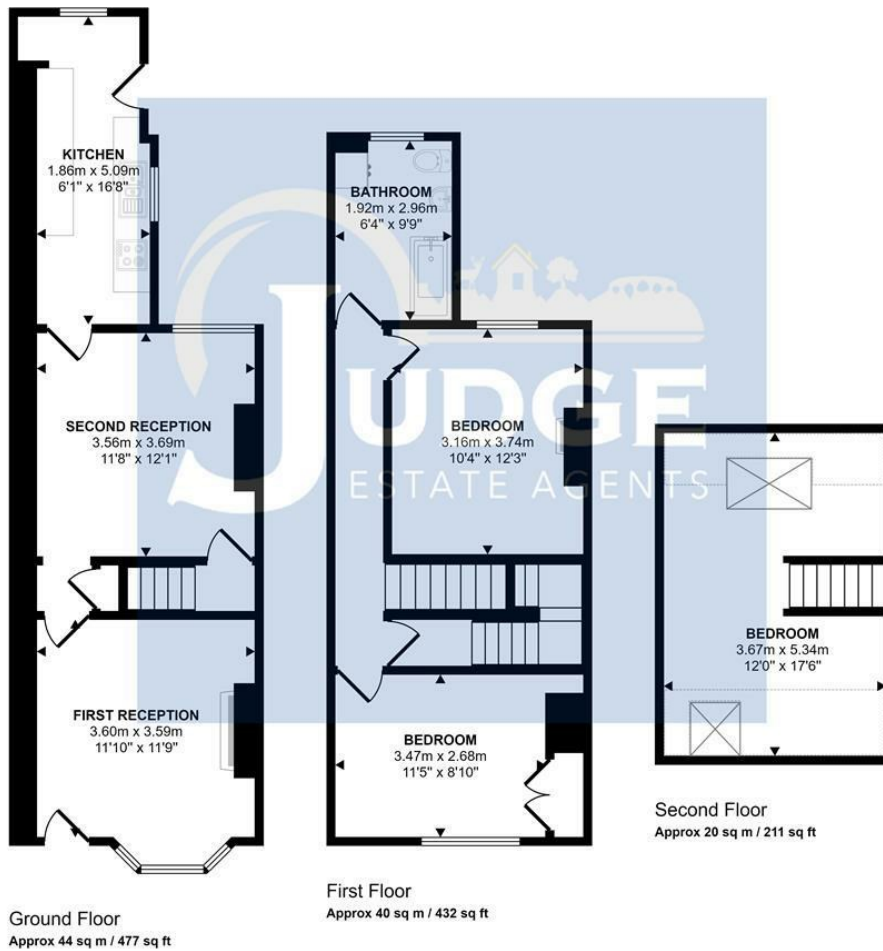 KITCHEN
1.86m x 5.09m
6'1" x 16'8"
SECOND RECEPTION
3.56m x 3.69m
11'8" x 12'1"
FIRST RECEPTION
3.60m x 3.59m
11'10" x 11'9"
Ground Floor
Approx 44 sq m / 477 sq ft
BATHROOM
1.92m x 2.96m
6'4" x 9'9"
BEDROOM
3.16m x 3.74m
10'4" x 12'3"
BEDROOM
3.47m x 2.68m
11'5" x 8'10"
First Floor
Approx 40 sq m / 432 sq ft
BEDROOM
3.67m x 5.34m
12'0" x 17'6"
Second Floor
Approx 20 sq m / 211 sq ft
JUDGE
ESTATE AGENTS